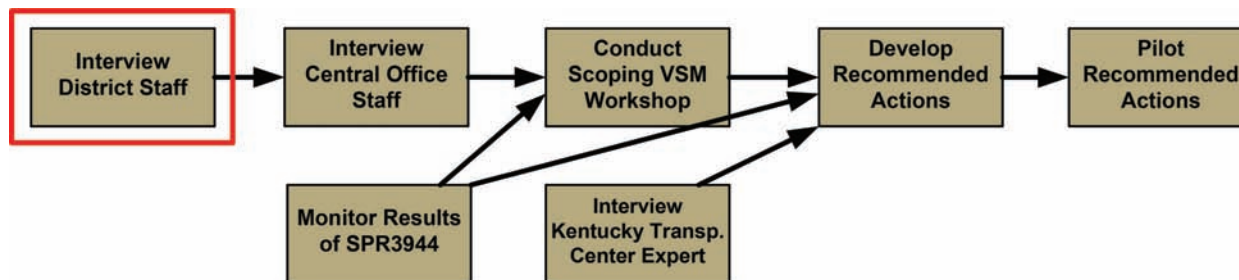 Interview
District Staff
Interview
Central Office
Staff
Conduct
Scoping VSM
Workshop
Develop
Recommended
Actions
Pilot
Recommended
Actions
Monitor Results
of SPR3944
Interview
Kentucky Transp.
Center Expert